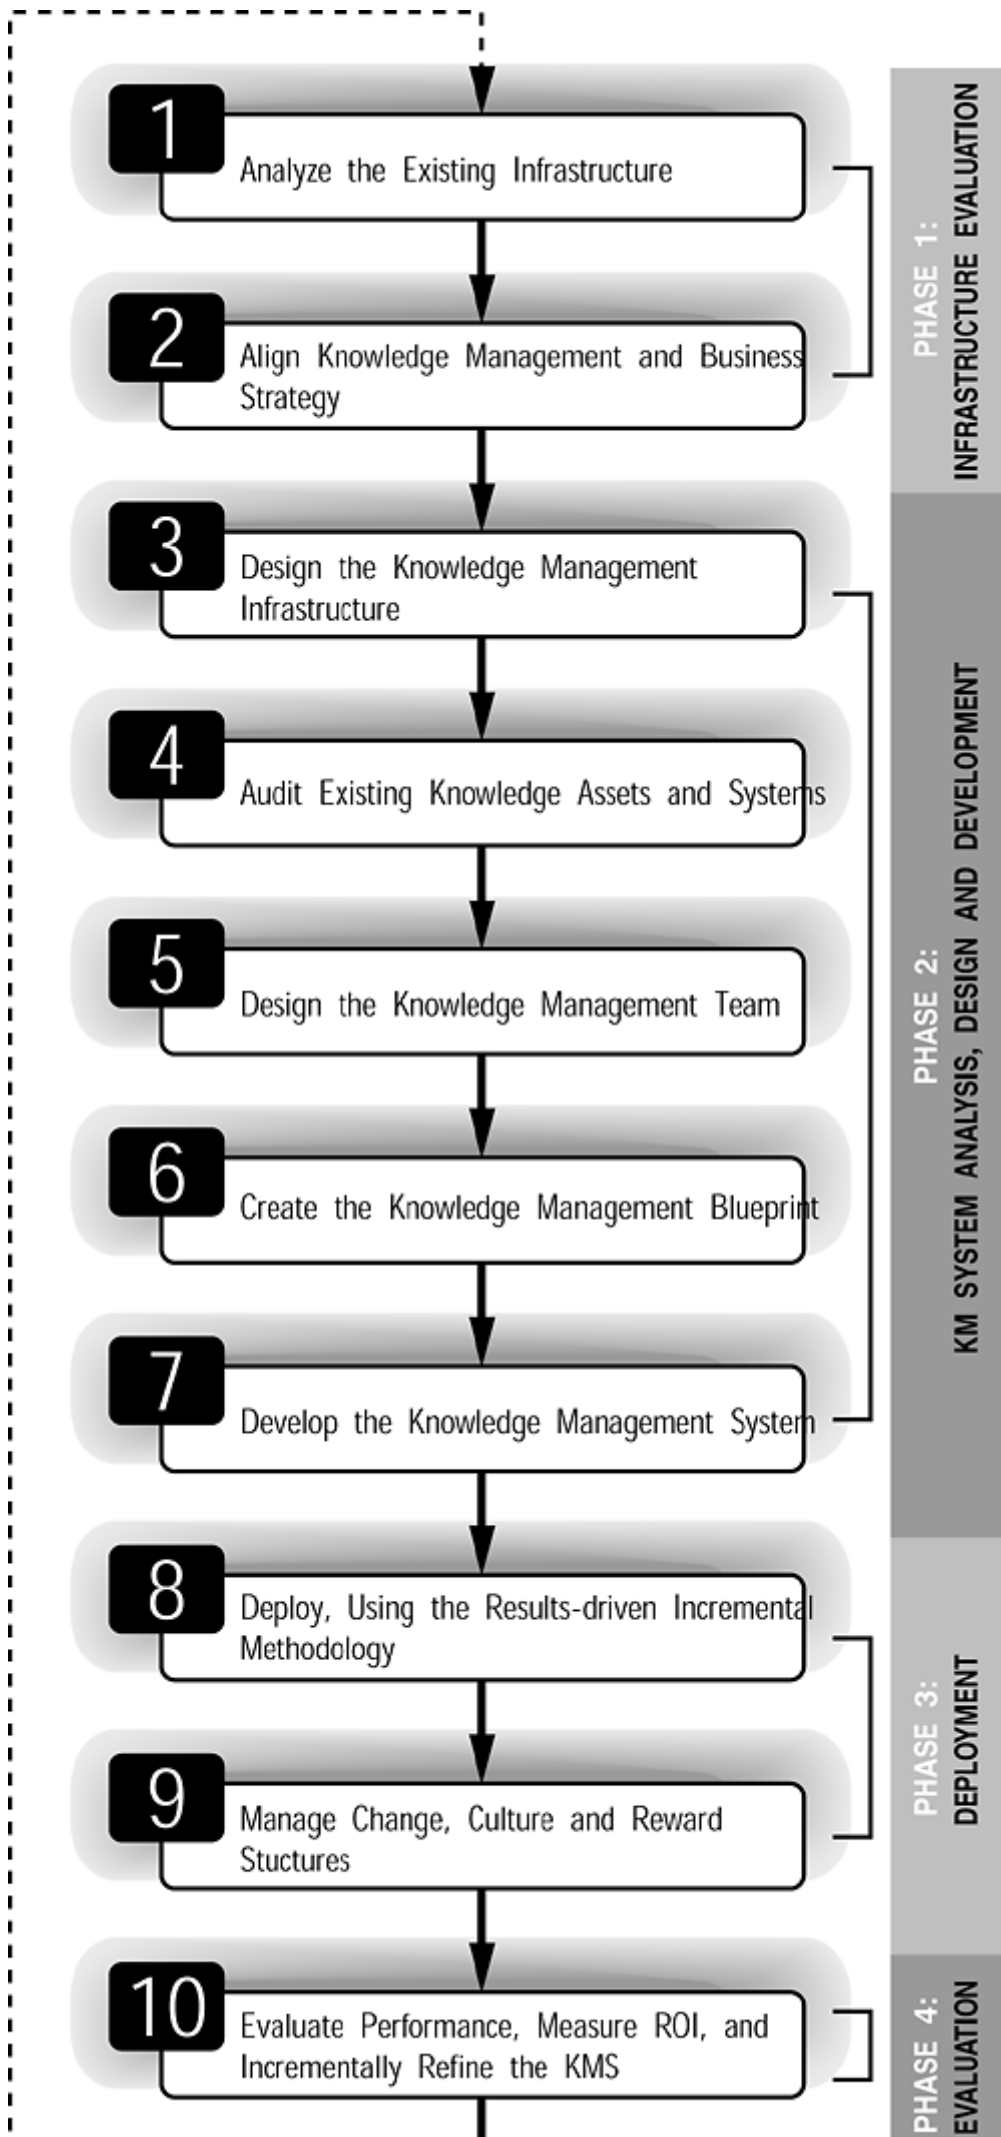 1
Analyze the Existing Infrastructure
2
Align Knowledge Management and Business
Strategy
PHASE 1:
INFRASTRUCTURE EVALUATION
3
Design the Knowledge Management
Infrastructure
4
Audit Existing Knowledge Assets and Systems
5
Design the Knowledge Management Team
6
Create the Knowledge Management Blueprint
7
Develop the Knowledge Management System
PHASE 2:
KM SYSTEM ANALYSIS, DESIGN AND DEVELOPMENT
8
Deploy, Using the Results-driven Incremental
Methodology
9
Manage Change, Culture and Reward
Stuctures
PHASE 3:
DEPLOYMENT
10
Evaluate Performance, Measure ROI, and
Incrementally Refine the KMS
PHASE 4:
EVALUATION